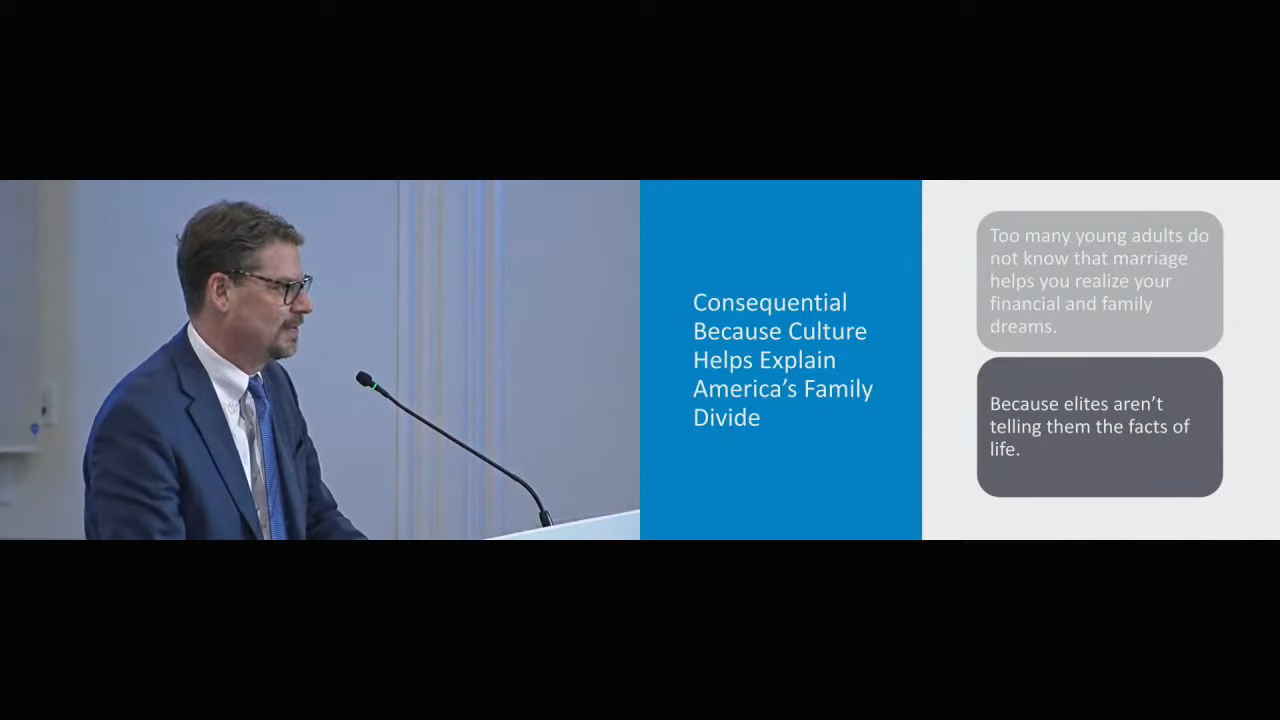 Consequential
Because Culture
Helps Explain
America’s Family
Divide
Too many young adults do
not know that marriage
helps you realize your
financial and family
dreams.
Because elites aren’t
telling them the facts of
life.